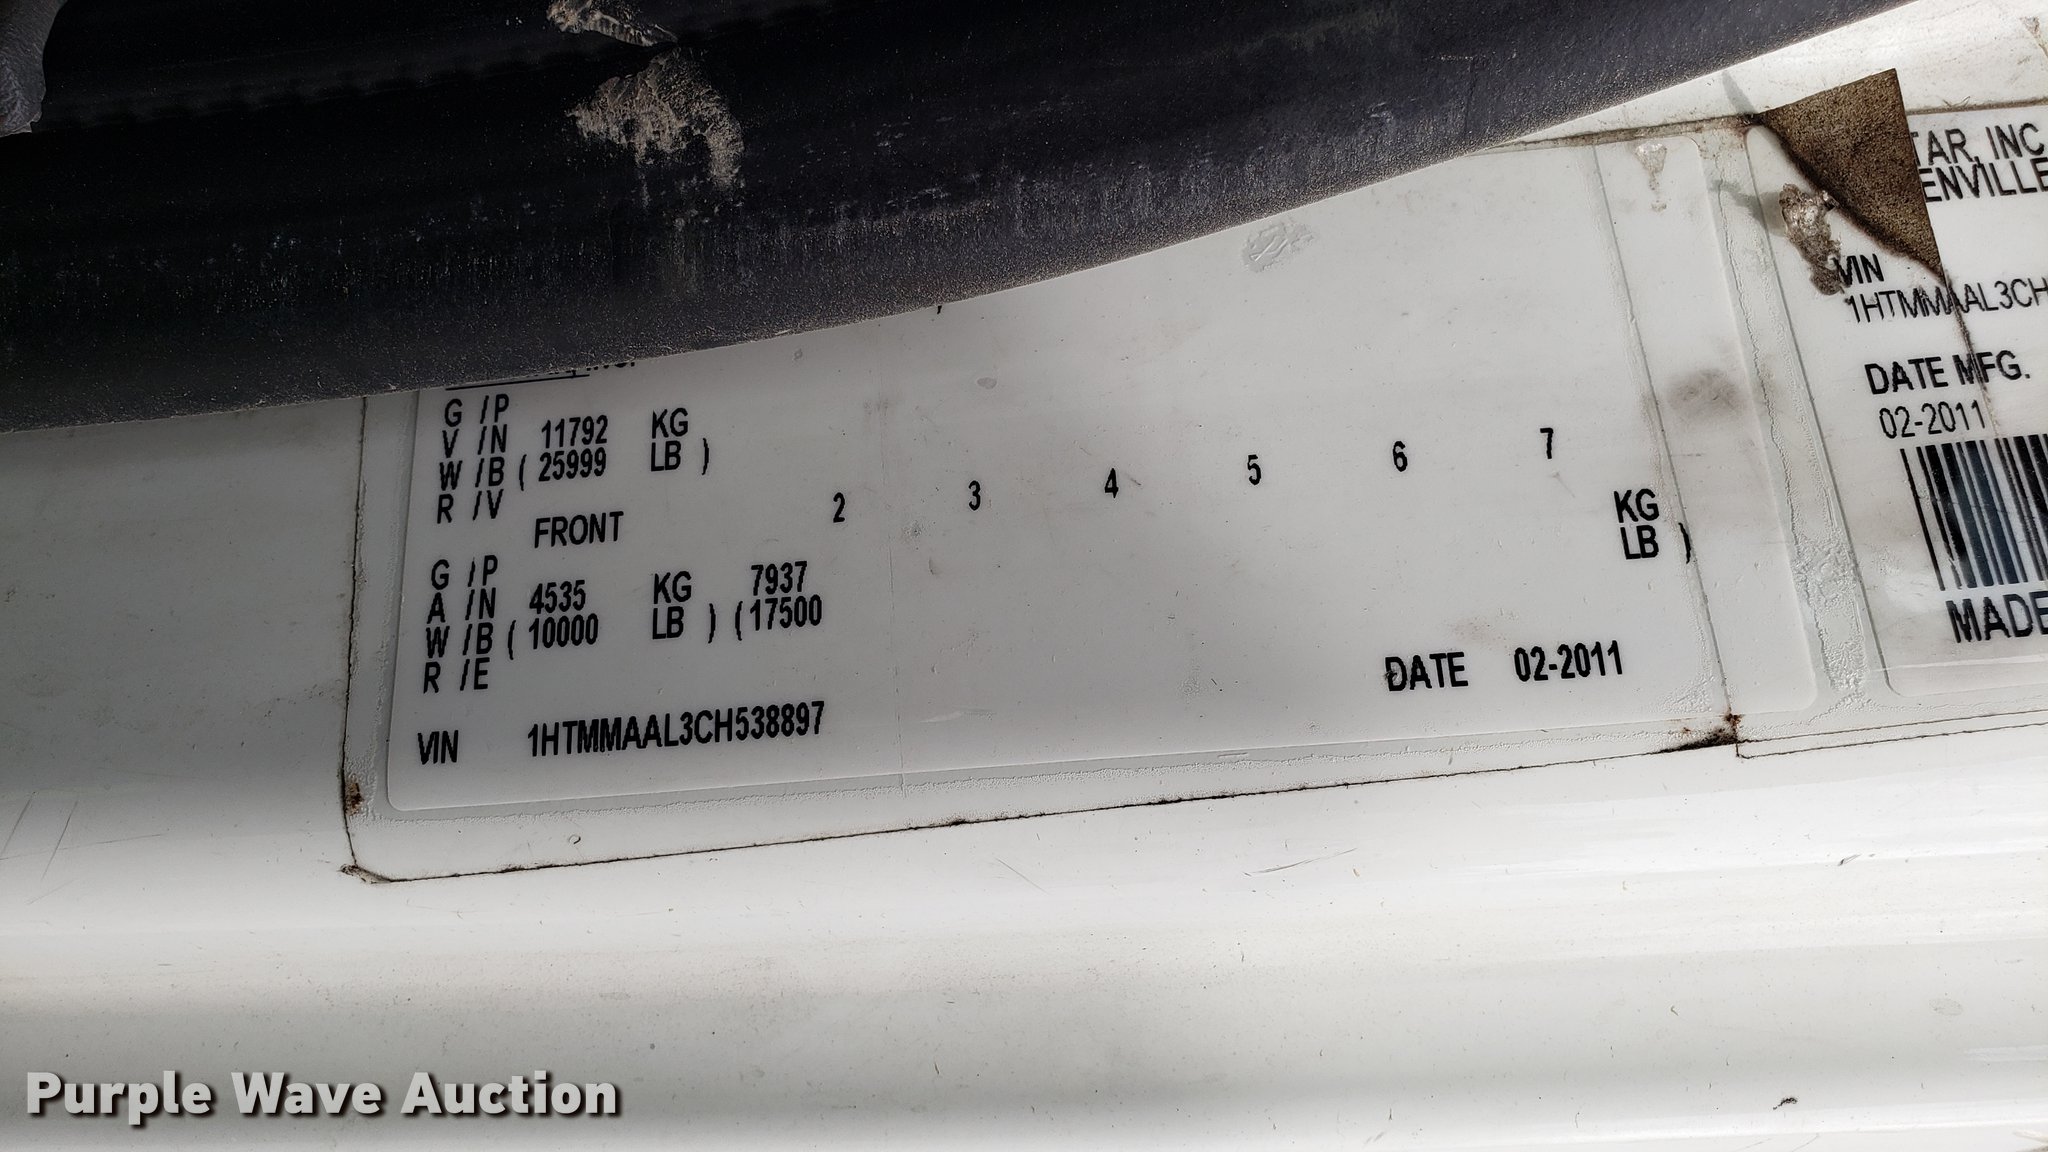 G /P
V /N 11792 KG
W /B ( 25999 LB )
R /V
FRONT 2 3 4 5 6 7
G /P KG
A /N 4535 KG 7937 LB )
W /B ( 10000 LB ) ( 17500
R /E
DATE 02-2011
VIN 1HTMMAAL3CH538897
TAR, INC
ENVILLE
VIN
1HTMMAAL3CH
DATE MFG.
02-2011
MADE
Purple Wave Auction